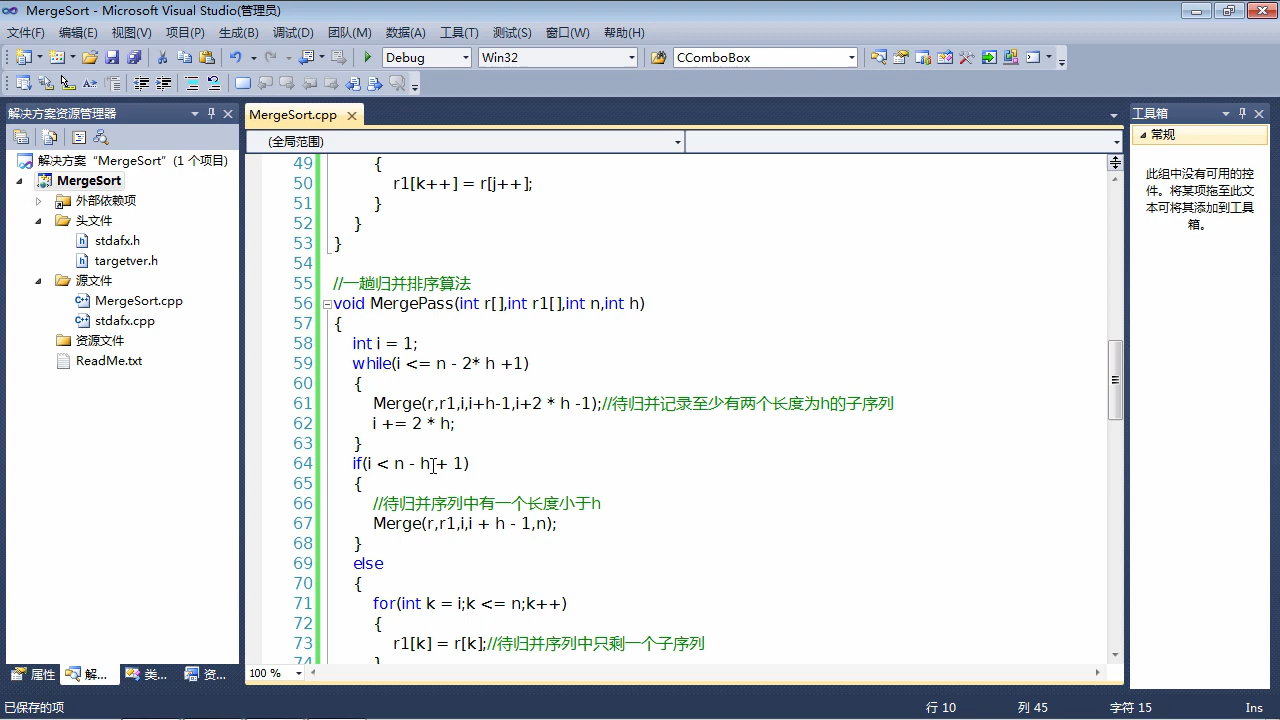 MergeSort - Microsoft Visual Studio(管理员)
文件(F) 编辑(E) 视图(V) 项目(P) 生成(B) 调试(D) 团队(M) 数据(A) 工具(T) 测试(S) 窗口(W) 帮助(H)
Debug Win32 CComboBox
解决方案资源管理器
MergeSort.cpp
工具箱
(全局范围)
常规
解决方案“MergeSort”(1 个项目)
MergeSort
外部依赖项
头文件
stdafx.h
targetver.h
源文件
MergeSort.cpp
stdafx.cpp
资源文件
ReadMe.txt
49 {
50 r1[k++] = r[j++];
51 }
52 }
53 }
54
55 //一趟归并排序算法
56 void MergePass(int r[],int r1[],int n,int h)
57 {
58 int i = 1;
59 while(i <= n - 2* h +1)
60 {
61 Merge(r,r1,i,i+h-1,i+2 * h -1);//待归并记录至少有两个长度为h的子序列
62 i += 2 * h;
63 }
64 if(i < n - h + 1)
65 {
66 //待归并序列中有一个长度小于h
67 Merge(r,r1,i,i + h - 1,n);
68 }
69 else
70 {
71 for(int k = i;k <= n;k++)
72 {
73 r1[k] = r[k];//待归并序列中只剩一个子序列
74 }
此组中没有可用的控
件。将某项拖至此文
本可将其添加到工具
箱。
属性 解... 类... 资...
100 %
已保存的项 行 10 列 45 字符 15 Ins